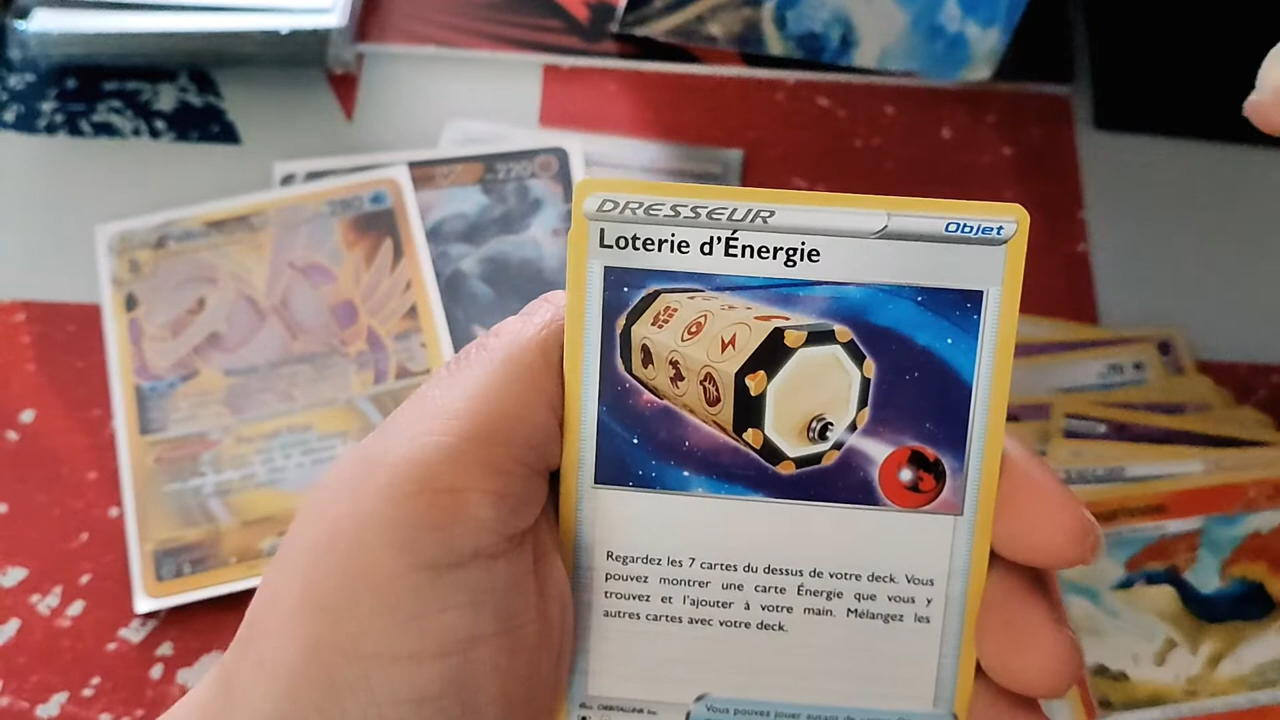 DRESSEUR
Objet
Loterie d'Énergie
Regardez les 7 cartes du dessus de votre deck. Vous
pouvez montrer une carte Énergie que vous y
trouvez et l'ajouter à votre main. Mélangez les
autres cartes avec votre deck.
Vous pouvez jouer autant de cartes
220
280